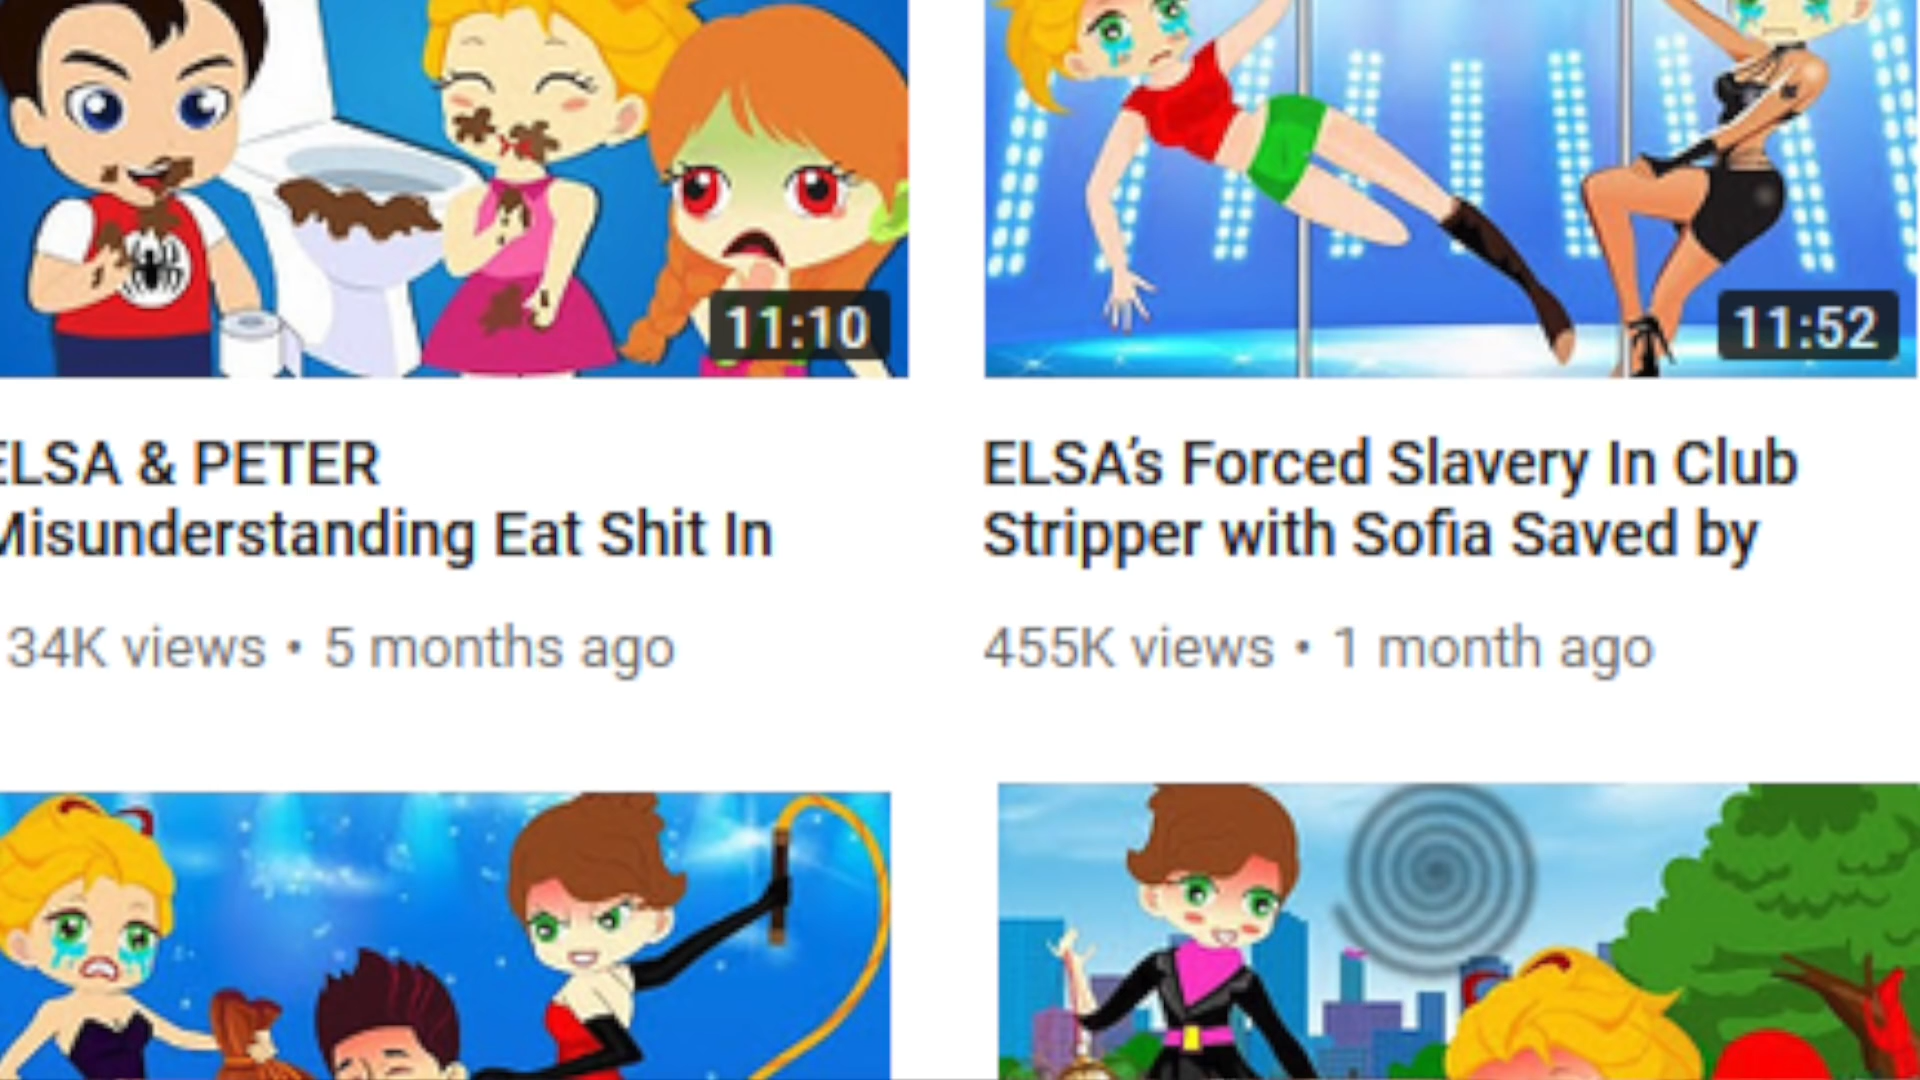 11:10
11:52
ELSA & PETER
Misunderstanding Eat Shit In
34K views • 5 months ago
ELSA's Forced Slavery In Club
Stripper with Sofia Saved by
455K views • 1 month ago